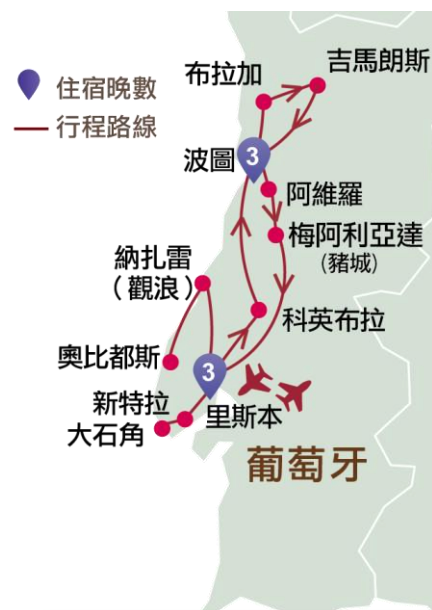 吉馬朗斯
布拉加
住宿晚數
行程路線
波圖
3
阿維羅
梅阿利亞達
(豬城)
納扎雷
(觀浪)
科英布拉
奧比都斯
3
新特拉
里斯本
大石角
葡萄牙